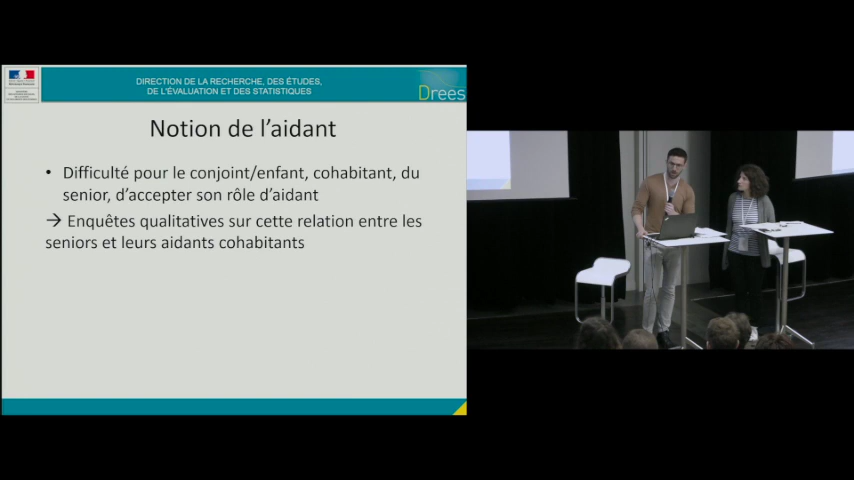 DIRECTION DE LA RECHERCHE, DES ÉTUDES,
DE L'ÉVALUATION ET DES STATISTIQUES
Drees
Notion de l'aidant
• Difficulté pour le conjoint/enfant, cohabitant, du
senior, d'accepter son rôle d'aidant
→ Enquêtes qualitatives sur cette relation entre les
seniors et leurs aidants cohabitants